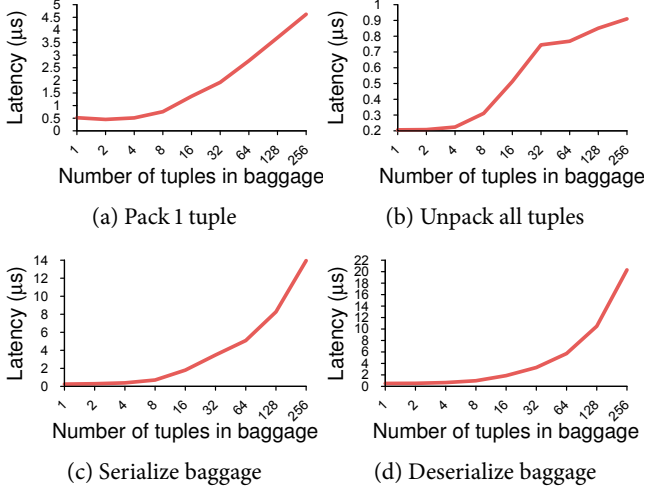 4.5
4
3.5
3
2.5
2
1.5
1
0.5
0
Latency (μs)
1 2 4 8 16 32 64 128 256
Number of tuples in baggage
(a) Pack 1 tuple
1
0.9
0.8
0.7
0.6
0.5
0.4
0.3
0.2
Latency (μs)
1 2 4 8 16 32 64 128 256
Number of tuples in baggage
(b) Unpack all tuples
14
12
10
8
6
4
2
0
Latency (μs)
1 2 4 8 16 32 64 128 256
Number of tuples in baggage
(c) Serialize baggage
22
20
18
16
14
12
10
8
6
4
2
0
Latency (μs)
1 2 4 8 16 32 64 128 256
Number of tuples in baggage
(d) Deserialize baggage